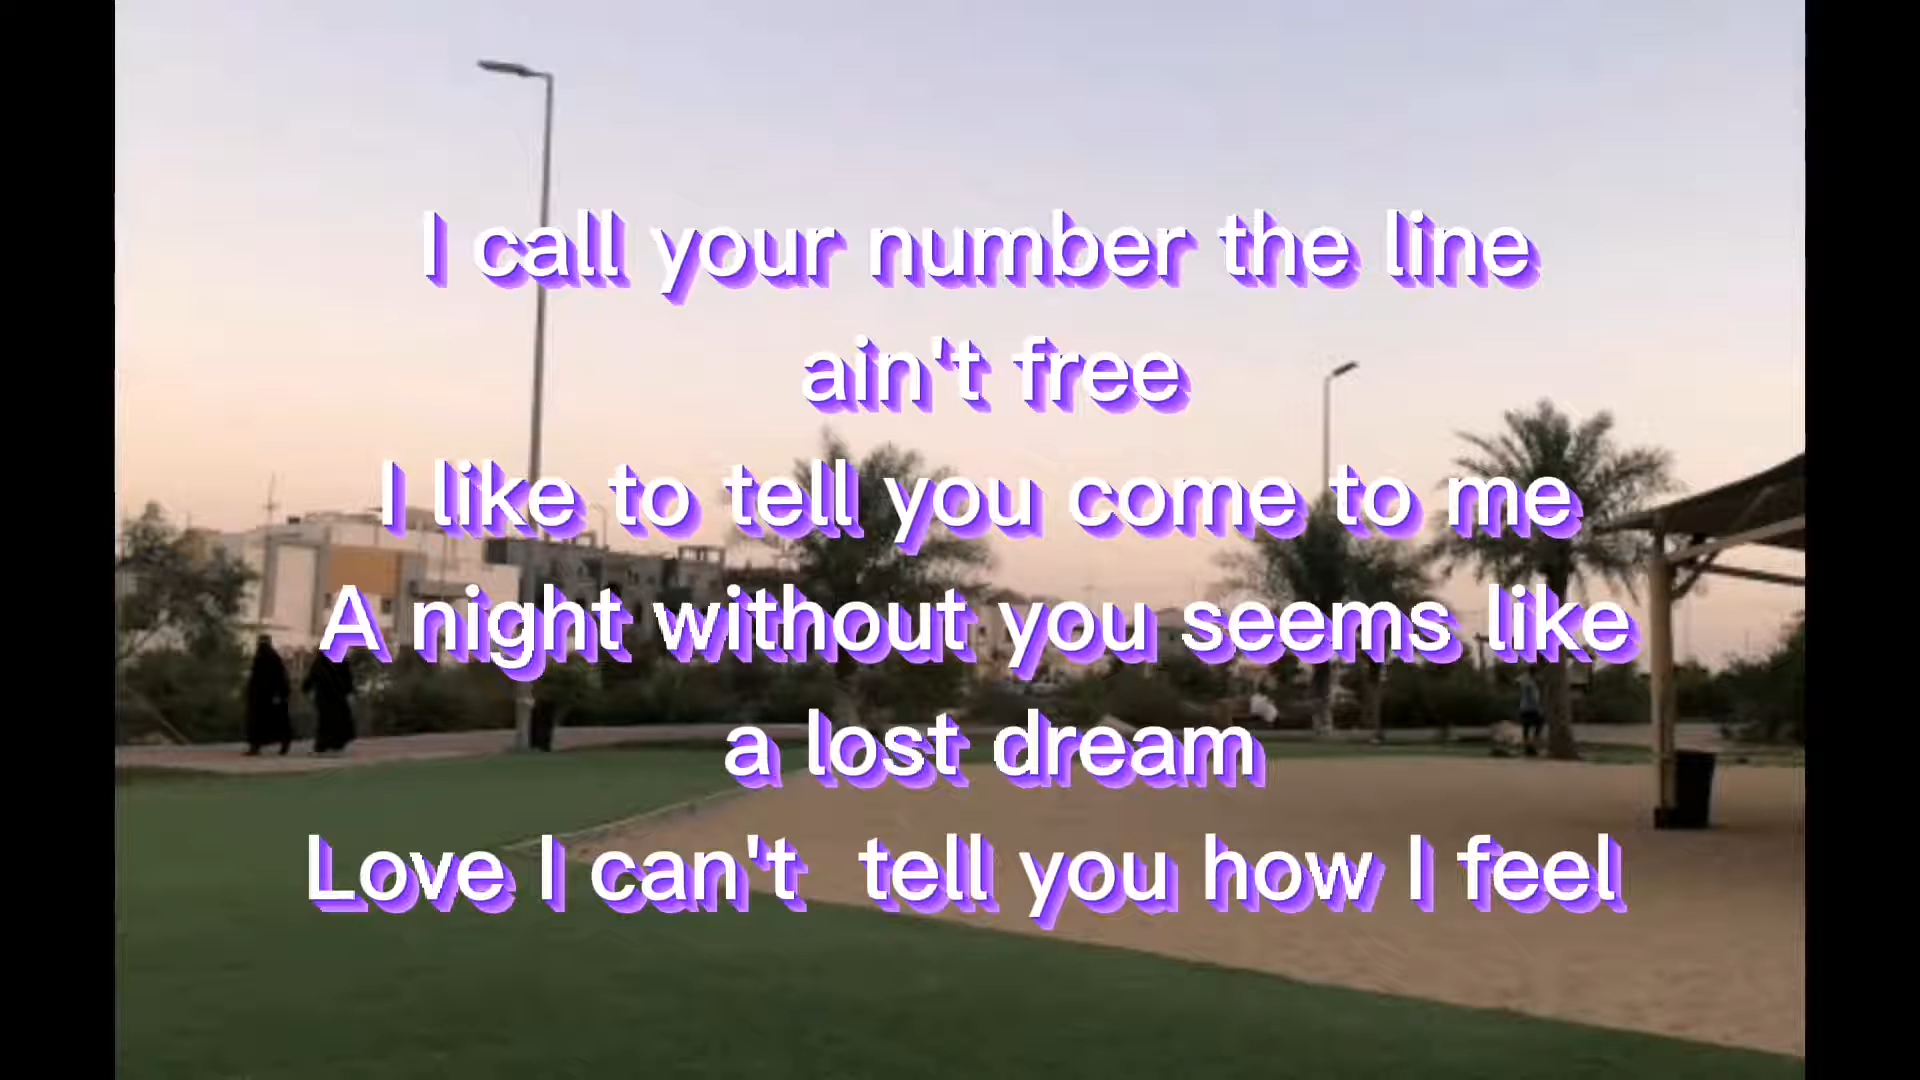 I call your number the line
ain't free
I like to tell you come to me
A night without you seems like
a lost dream
Love I can't  tell you how I feel